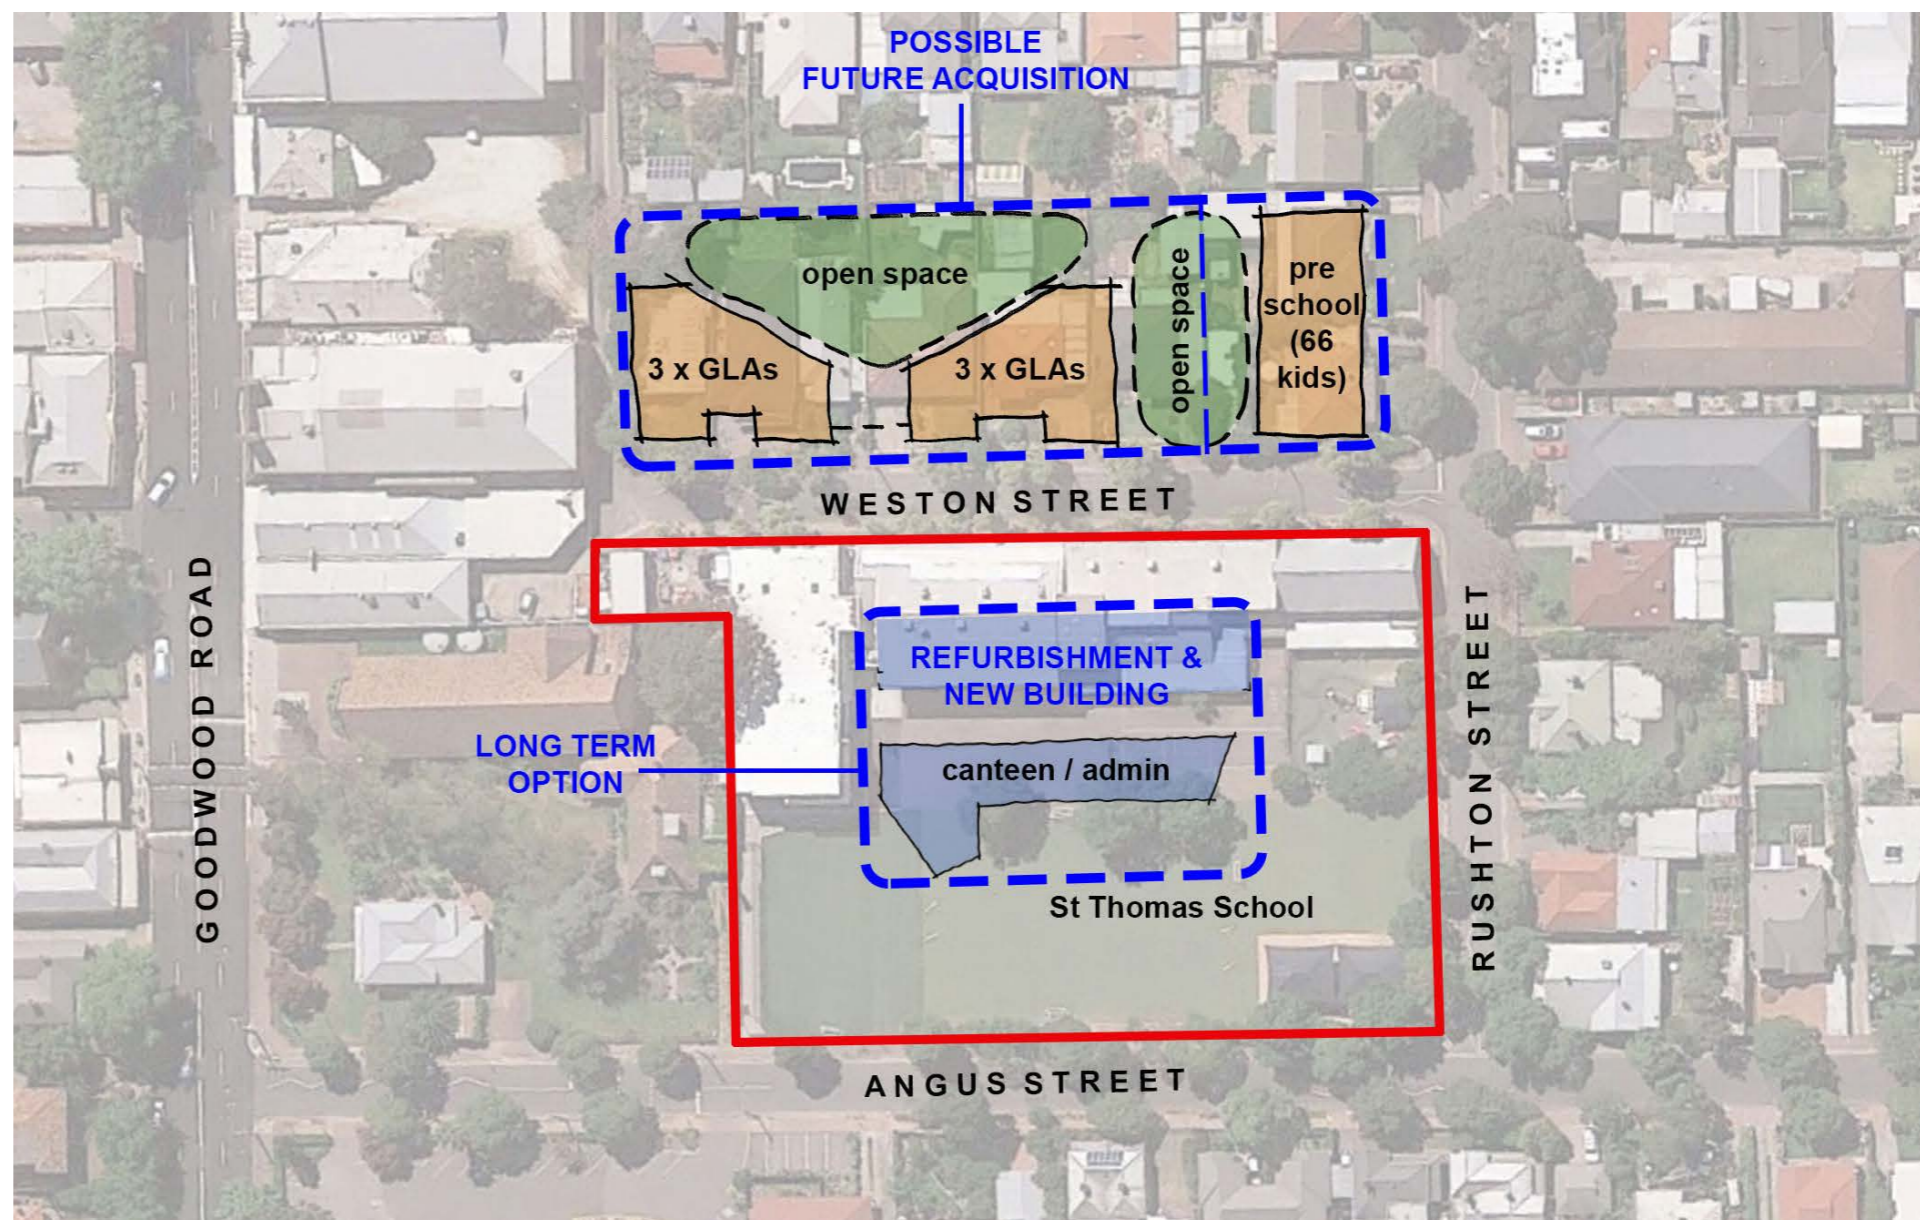 POSSIBLE
FUTURE ACQUISITION
open space
open space
pre
school
(66
kids)
3 x GLAs
3 x GLAs
WESTON STREET
GOODWOOD ROAD
REFURBISHMENT &
NEW BUILDING
LONG TERM
OPTION
canteen / admin
St Thomas School
RUSHTON STREET
ANGUS STREET